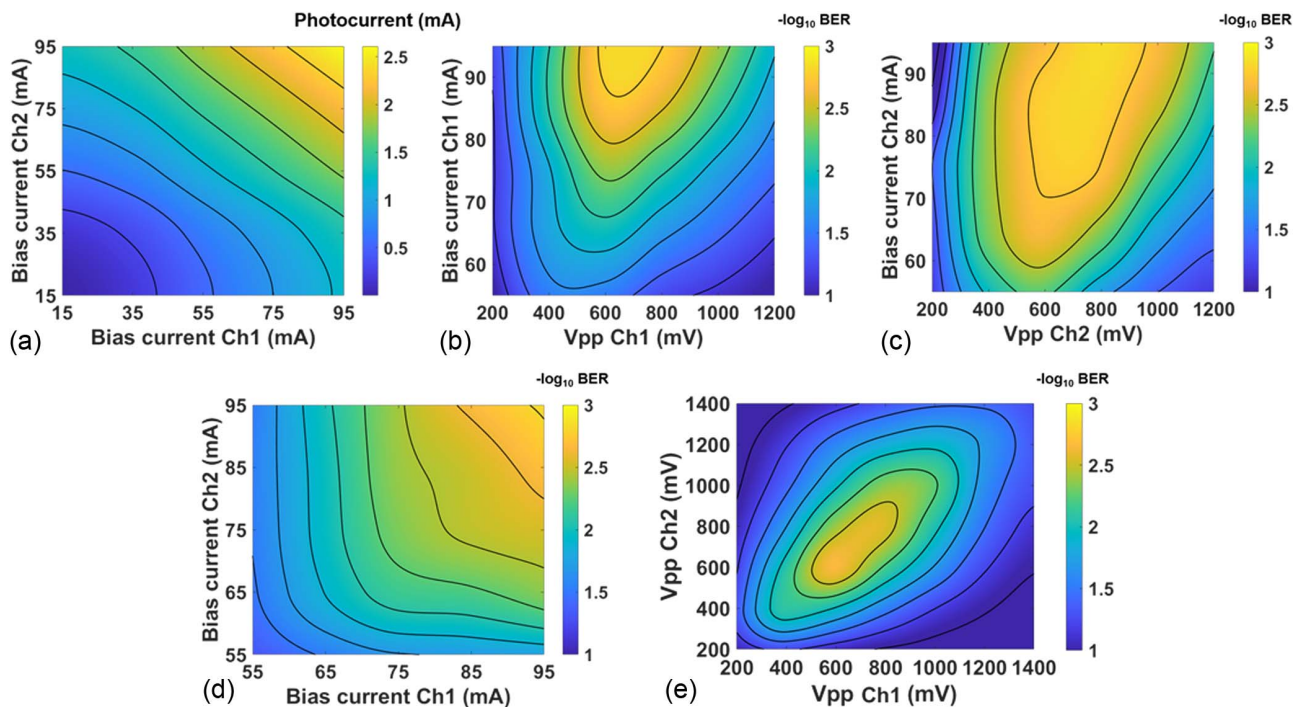 Photocurrent (mA)
95
75
55
35
15
Bias current Ch2 (mA)
15 35 55 75 95
Bias current Ch1 (mA)
2.5
2
1.5
1
0.5
(a)
-log10 BER
90
80
70
60
Bias current Ch1 (mA)
200 400 600 800 1000 1200
Vpp Ch1 (mV)
3
2.5
2
1.5
1
(b)
-log10 BER
90
80
70
60
Bias current Ch2 (mA)
200 400 600 800 1000 1200
Vpp Ch2 (mV)
3
2.5
2
1.5
1
(c)
-log10 BER
95
85
75
65
55
Bias current Ch2 (mA)
55 65 75 85 95
Bias current Ch1 (mA)
3
2.5
2
1.5
1
(d)
-log10 BER
1400
1200
1000
800
600
400
200
Vpp Ch2 (mV)
200 400 600 800 1000 1200 1400
Vpp Ch1 (mV)
3
2.5
2
1.5
1
(e)